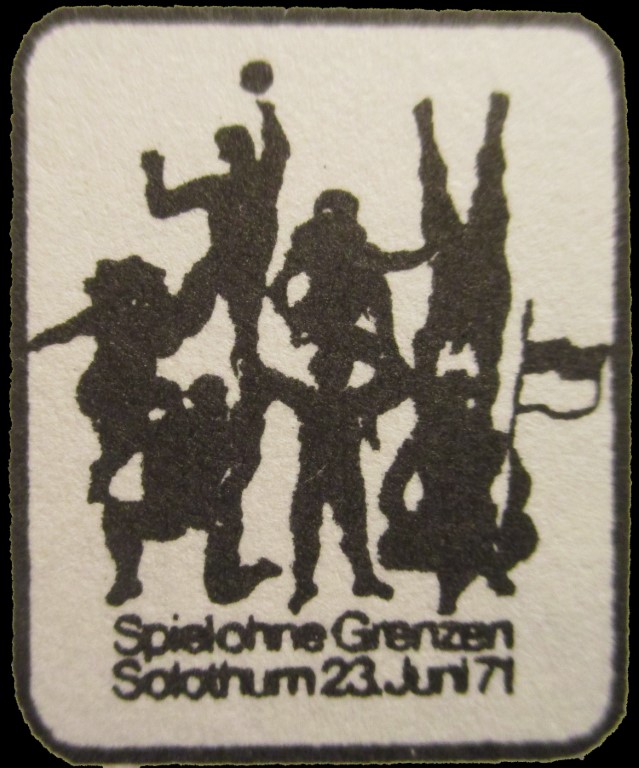 Spiel ohne Grenzen
Solothurn 23. Juni 71